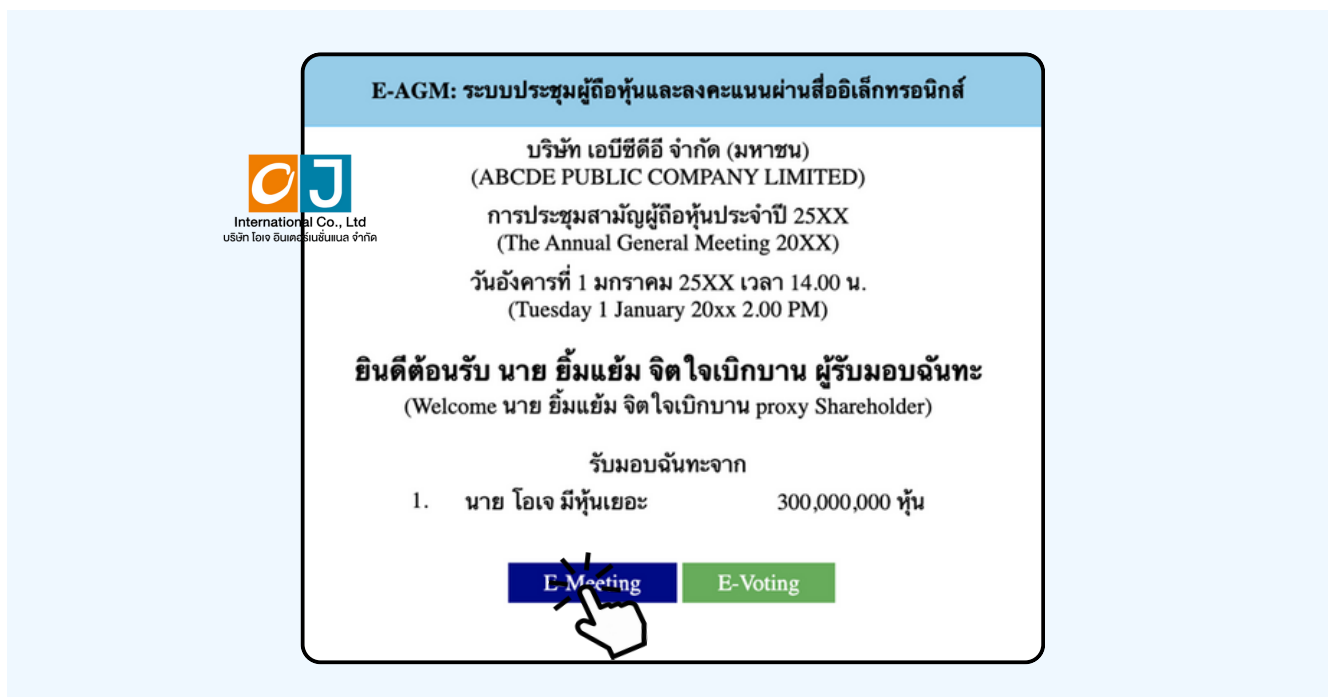 E-AGM: ระบบประชุมผู้ถือหุ้นและลงคะแนนผ่านสื่ออิเล็กทรอนิกส์
บริษัท เอบีซีดีอี จำกัด (มหาชน)
(ABCDE PUBLIC COMPANY LIMITED)
OJ
International Co., Ltd
บริษัท โอเจ อินเตอร์เนชั่นแนล จำกัด
การประชุมสามัญผู้ถือหุ้นประจำปี 25XX
(The Annual General Meeting 20XX)
วันอังคารที่ 1 มกราคม 25XX เวลา 14.00 น.
(Tuesday 1 January 20xx 2.00 PM)
ยินดีต้อนรับ นาย ยิ้มแย้ม จิตใจเบิกบาน ผู้รับมอบฉันทะ
(Welcome นาย ยิ้มแย้ม จิตใจเบิกบาน proxy Shareholder)
รับมอบฉันทะจาก
1. นาย โอเจ มีหุ้นเยอะ 300,000,000 หุ้น
E-Meeting E-Voting